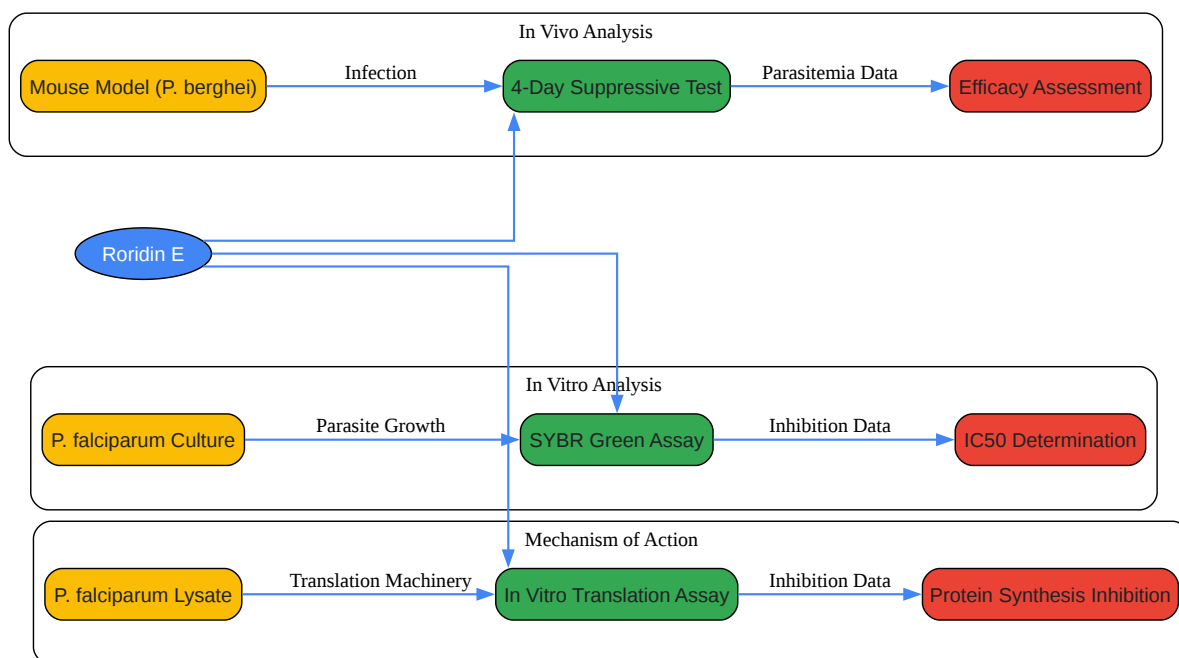 In Vivo Analysis
Mouse Model (P. berghei)
Infection
4-Day Suppressive Test
Parasitemia Data
Efficacy Assessment
Roridin E
In Vitro Analysis
P. falciparum Culture
Parasite Growth
SYBR Green Assay
Inhibition Data
IC50 Determination
Mechanism of Action
P. falciparum Lysate
Translation Machinery
In Vitro Translation Assay
Inhibition Data
Protein Synthesis Inhibition